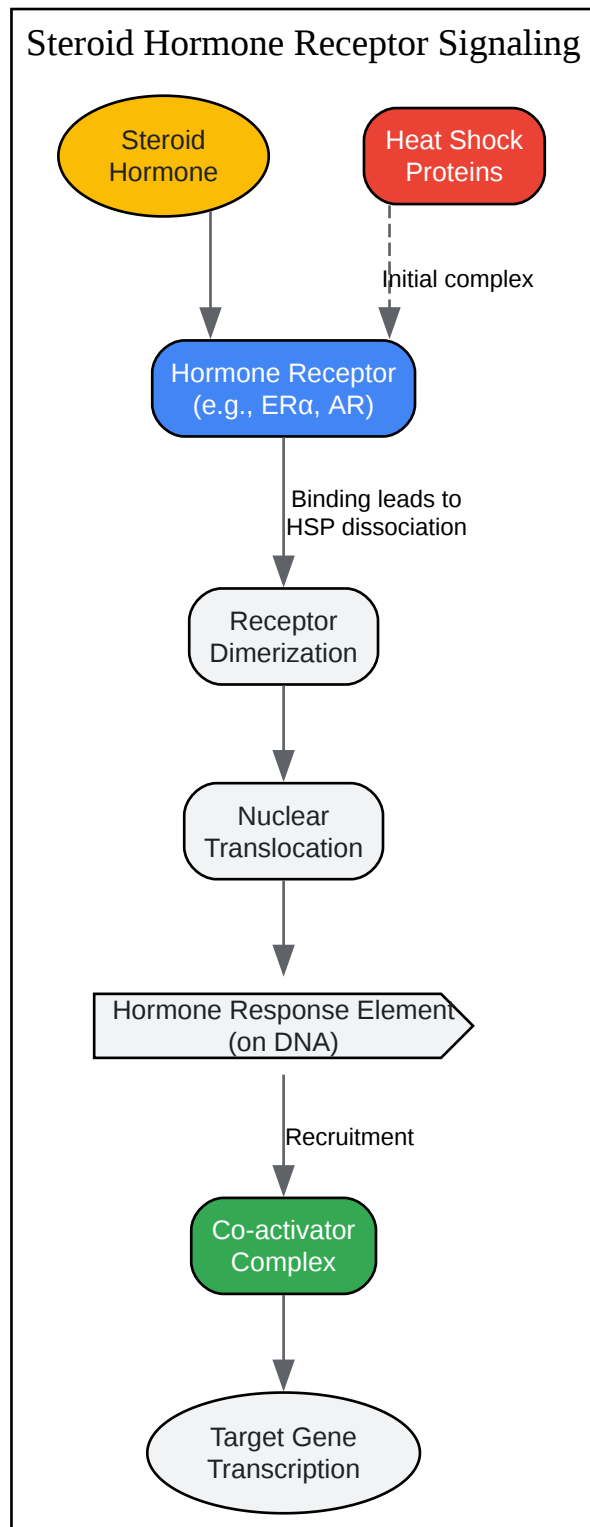 Steroid Hormone Receptor Signaling
Steroid
Hormone
Heat Shock
Proteins
Initial complex
Hormone Receptor
(e.g., ERα, AR)
Binding leads to
HSP dissociation
Receptor
Dimerization
Nuclear
Translocation
Hormone Response Element
(on DNA)
Recruitment
Co-activator
Complex
Target Gene
Transcription